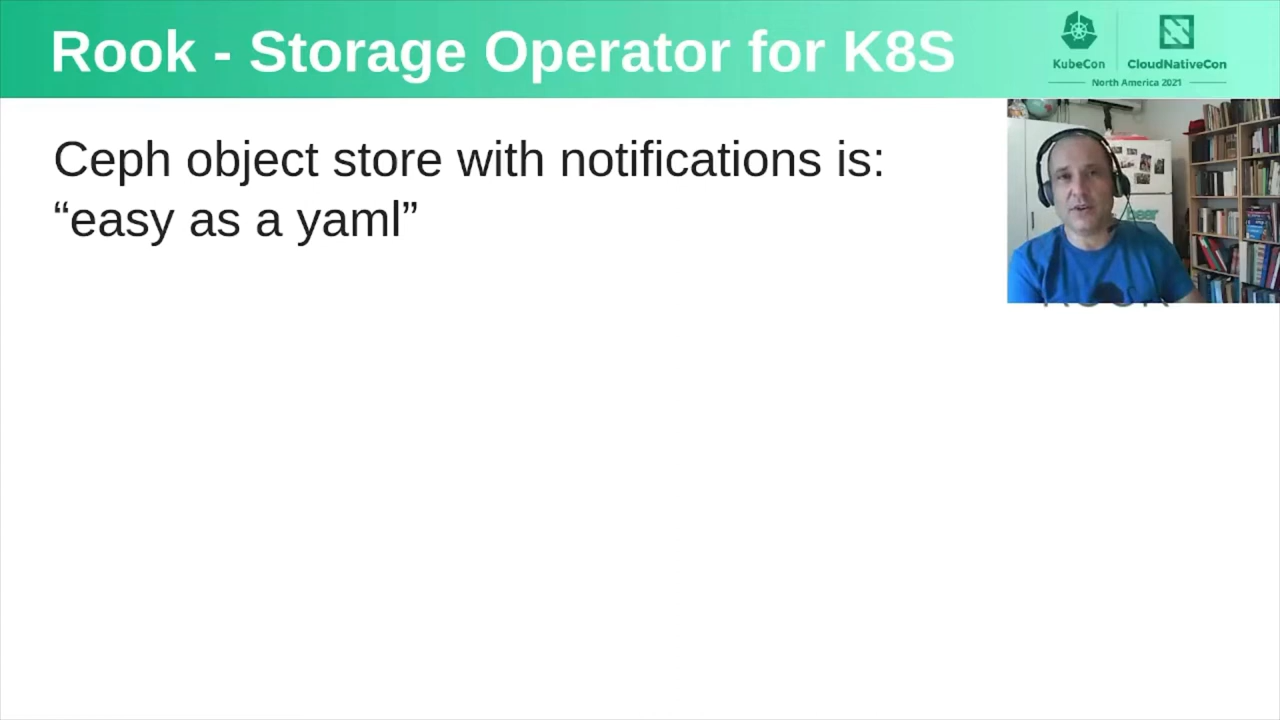 Rook - Storage Operator for K8S
KubeCon
CloudNativeCon
North America 2021
Ceph object store with notifications is:
“easy as a yaml”
beer